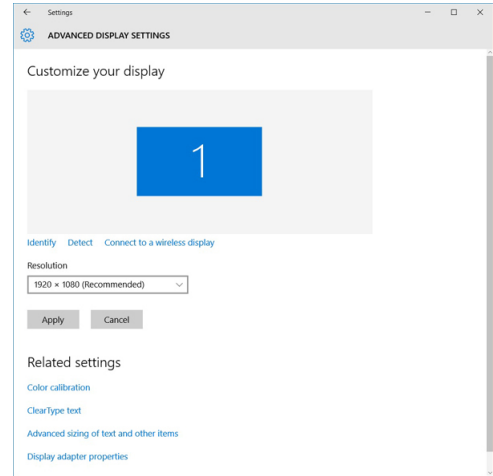 Settings
ADVANCED DISPLAY SETTINGS
Customize your display
1
Identify Detect Connect to a wireless display
Resolution
1920 × 1080 (Recommended)
Apply Cancel
Related settings
Color calibration
ClearType text
Advanced sizing of text and other items
Display adapter properties